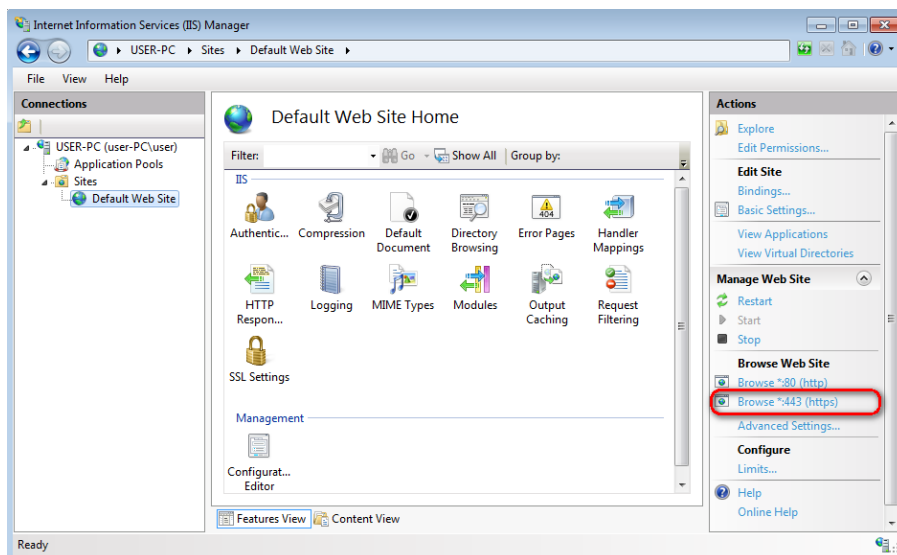 Internet Information Services (IIS) Manager
USER-PC Sites Default Web Site
File View Help
Connections
USER-PC (user-PC\user)
Application Pools
Sites
Default Web Site
Default Web Site Home
Filter: Go Show All Group by:
IIS
Authentic... Compression Default Document Directory Browsing Error Pages Handler Mappings
HTTP Respon... Logging MIME Types Modules Output Caching Request Filtering
SSL Settings
Management
Configurat... Editor
Features View Content View
Actions
Explore
Edit Permissions...
Edit Site
Bindings...
Basic Settings...
View Applications
View Virtual Directories
Manage Web Site
Restart
Start
Stop
Browse Web Site
Browse *:80 (http)
Browse *:443 (https)
Advanced Settings...
Configure
Limits...
Help
Online Help
Ready